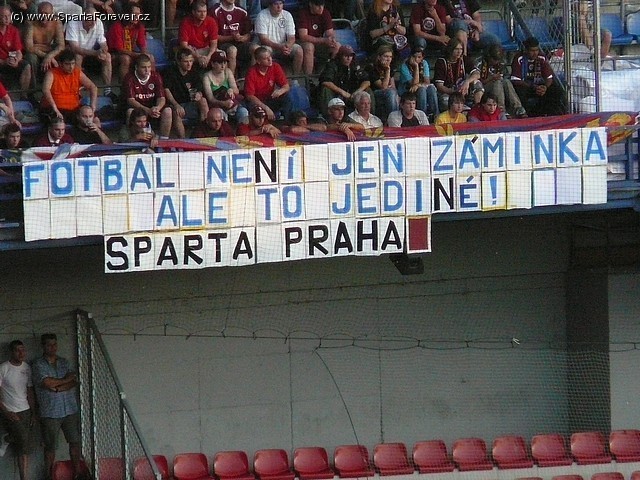 (c) www.SpartaForever.cz
FOTBAL NENÍ JEN ZÁMINKA
ALE TO JEDINÉ!
SPARTA PRAHA